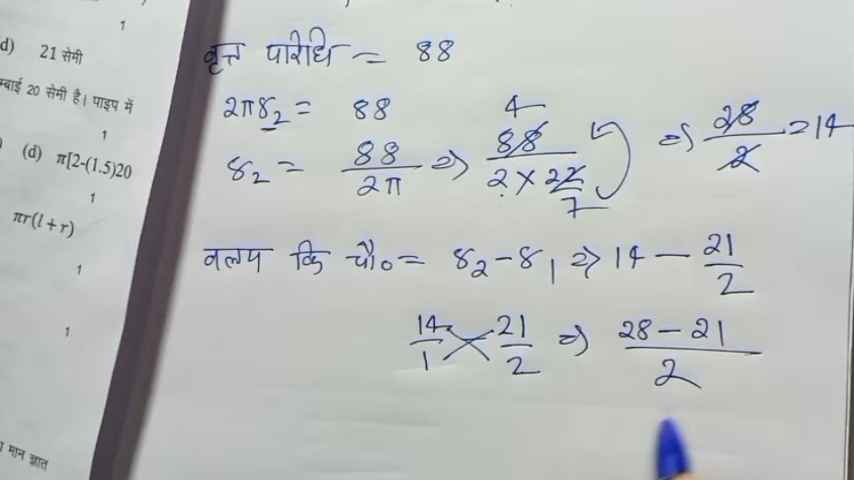 1
d) 21 सेमी
म्बाई 20 सेमी है। पाइप में
1
(d) π[2-(1.5)20
1
πr(l+r)
1
1
मान ज्ञात
वृत्त परिधि = 88
2πr₂ = 88
r₂ = 88/2π ⇒ 88/(2 × 22/7) 4 ⇒ 28/2 = 14
वलय कि चौ० = r₂ - r₁ ⇒ 14 - 21/2
14/1 × 21/2 ⇒ (28 - 21)/2